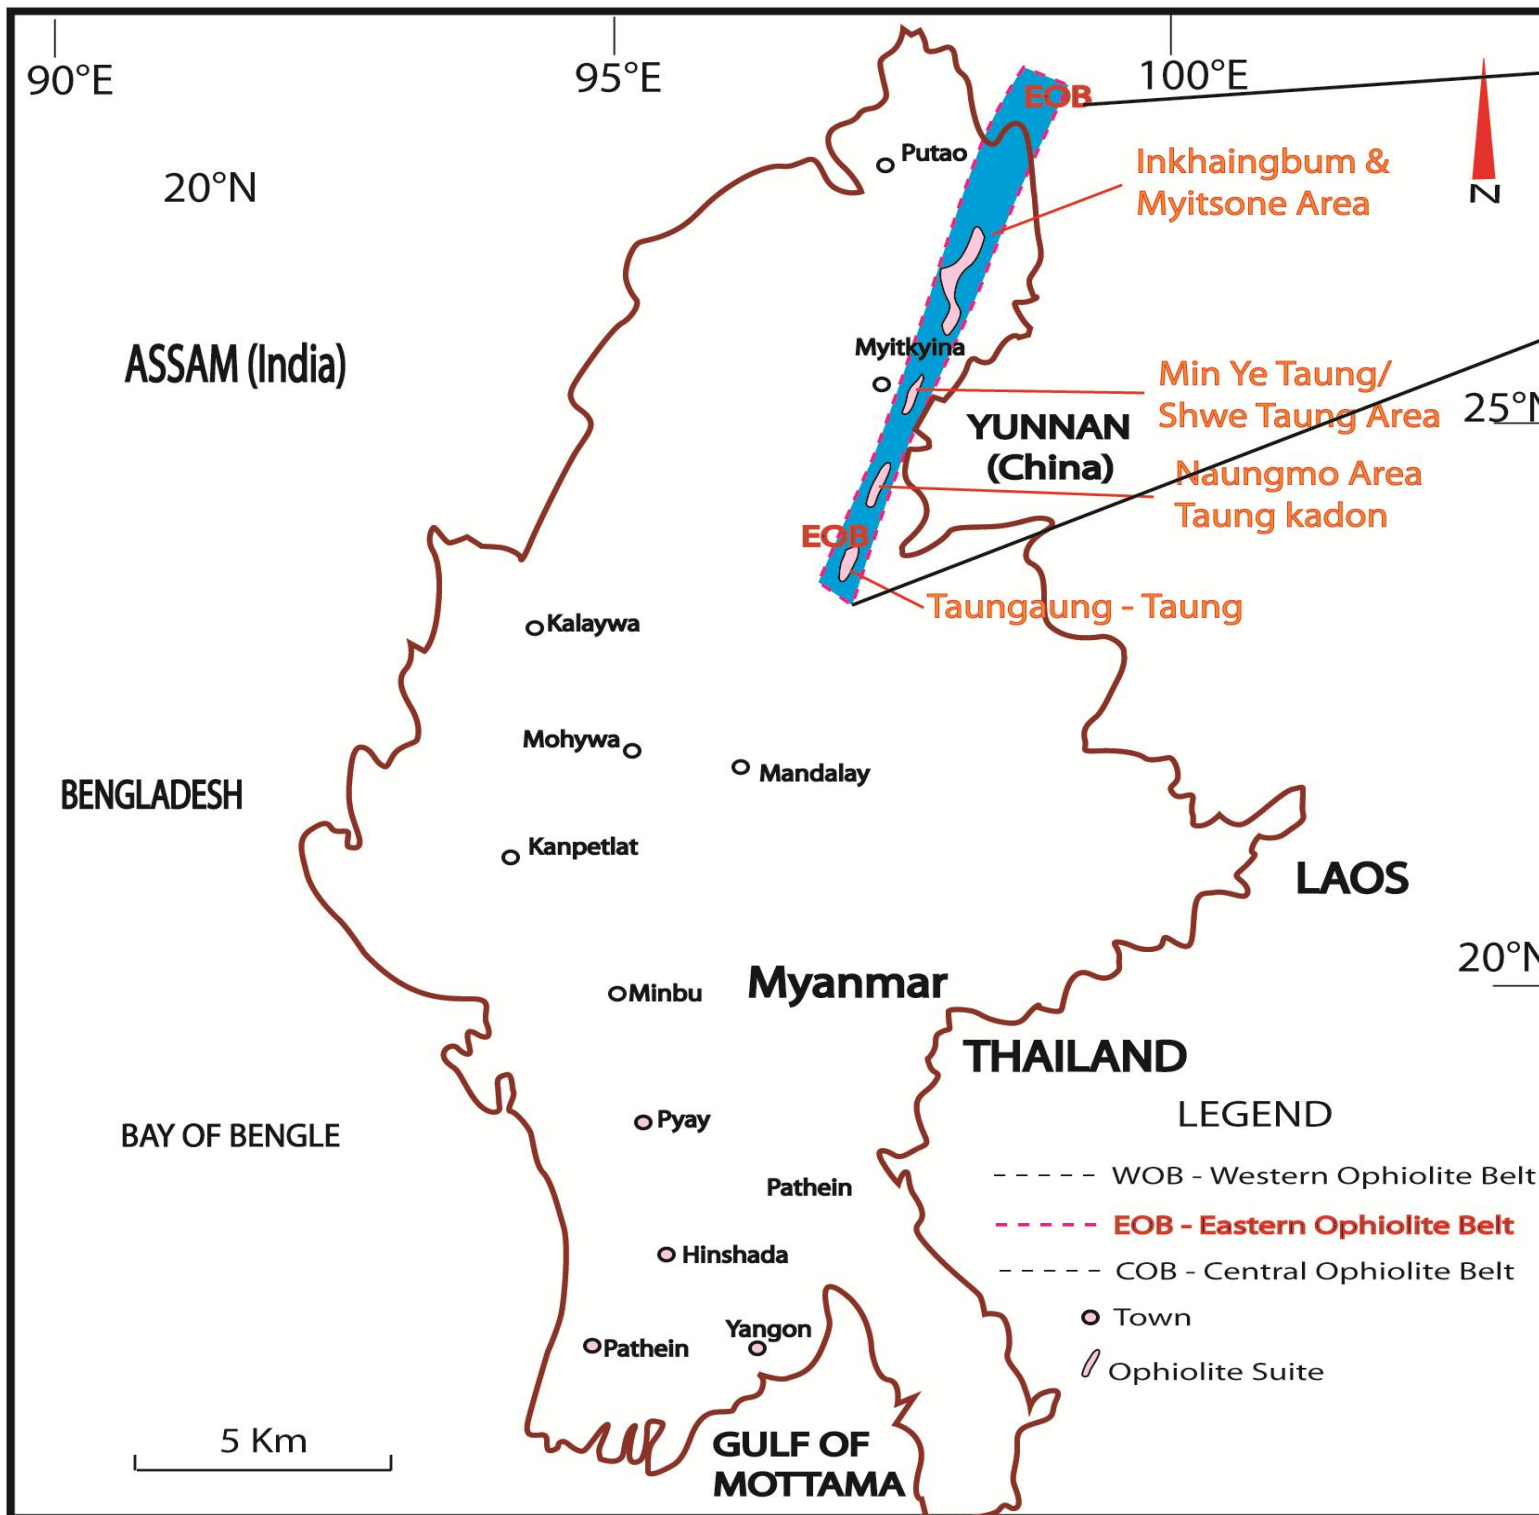 90°E
95°E
100°E
EOB
Putao
Inkhaingbum &
Myitsone Area
20°N
N
Myitkyina
ASSAM (India)
Min Ye Taung/
Shwe Taung Area
25°N
YUNNAN
(China)
Naungmo Area
Taung kadon
EOB
Taungaung - Taung
Kalaywa
Mohywa
Mandalay
BENGLADESH
Kanpetlat
LAOS
20°N
Minbu
Myanmar
THAILAND
LEGEND
Pyay
BAY OF BENGLE
WOB - Western Ophiolite Belt
Pathein
EOB - Eastern Ophiolite Belt
Hinshada
COB - Central Ophiolite Belt
Town
Yangon
Pathein
Ophiolite Suite
5 Km
GULF OF
MOTTAMA